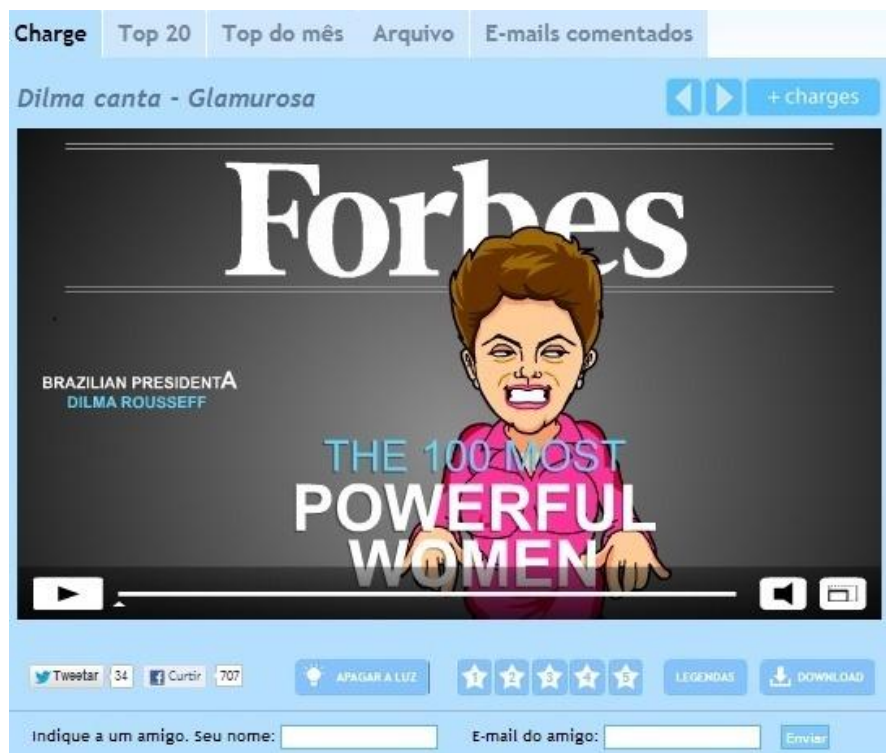 Charge Top 20 Top do mês Arquivo E-mails comentados
Dilma canta - Glamurosa
+ charges
Forbes
BRAZILIAN PRESIDENTA
DILMA ROUSSEFF
THE 100 MOST
POWERFUL
WOMEN
Tweetar 34 Curtir 707 APAGAR A LUZ 1 2 3 4 5 LEGENDAS DOWNLOAD
Indique a um amigo. Seu nome: E-mail do amigo: Enviar